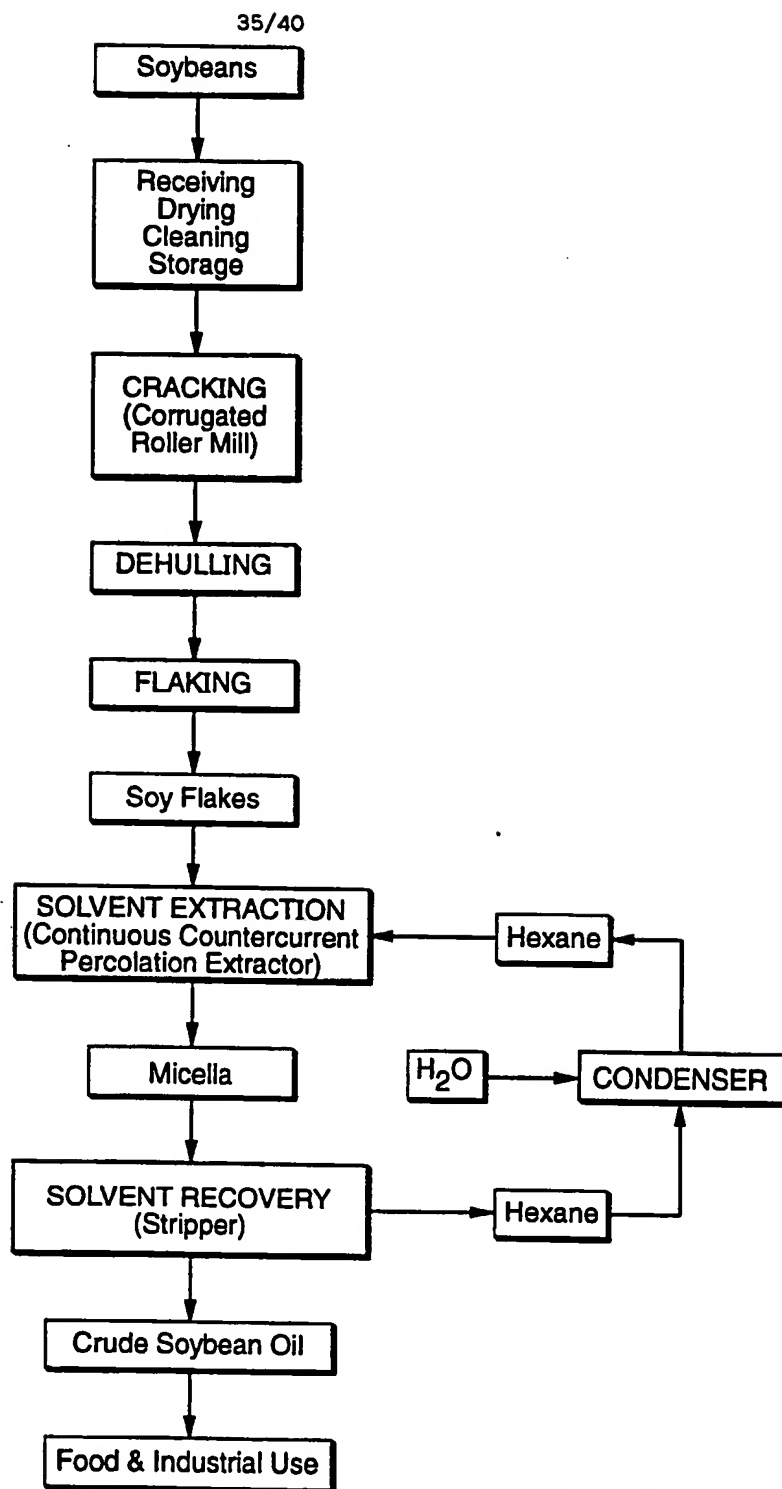 35/40
Soybeans
Receiving
Drying
Cleaning
Storage
CRACKING
(Corrugated
Roller Mill)
DEHULLING
FLAKING
Soy Flakes
SOLVENT EXTRACTION
(Continuous Countercurrent
Percolation Extractor)
Hexane
Micella
H₂O
CONDENSER
SOLVENT RECOVERY
(Stripper)
Hexane
Crude Soybean Oil
Food & Industrial Use